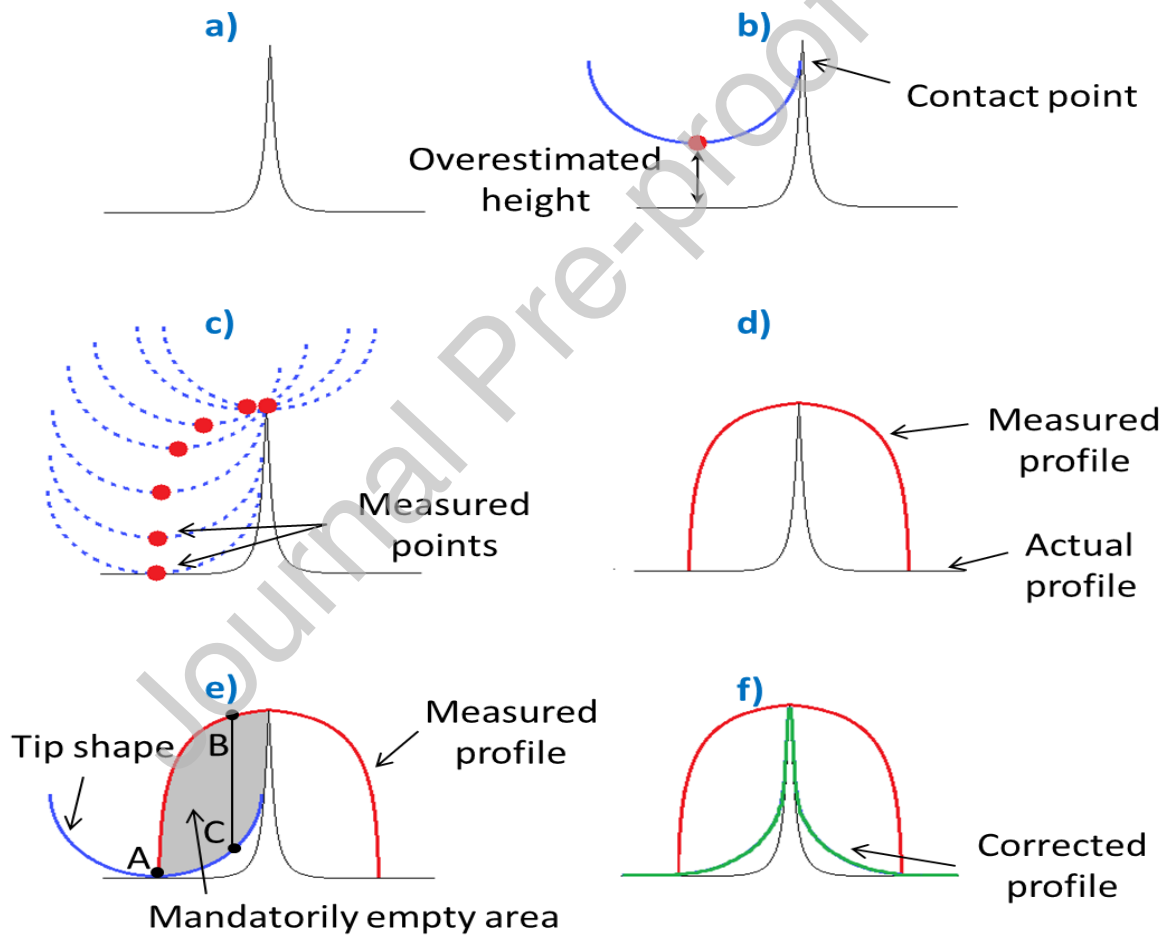 a)
b)
Contact point
Overestimated
height
c)
d)
Measured
points
Measured
profile
Actual
profile
e)
f)
Tip shape
B
C
A
Measured
profile
Mandatorily empty area
Corrected
profile
Journal Pre-proof